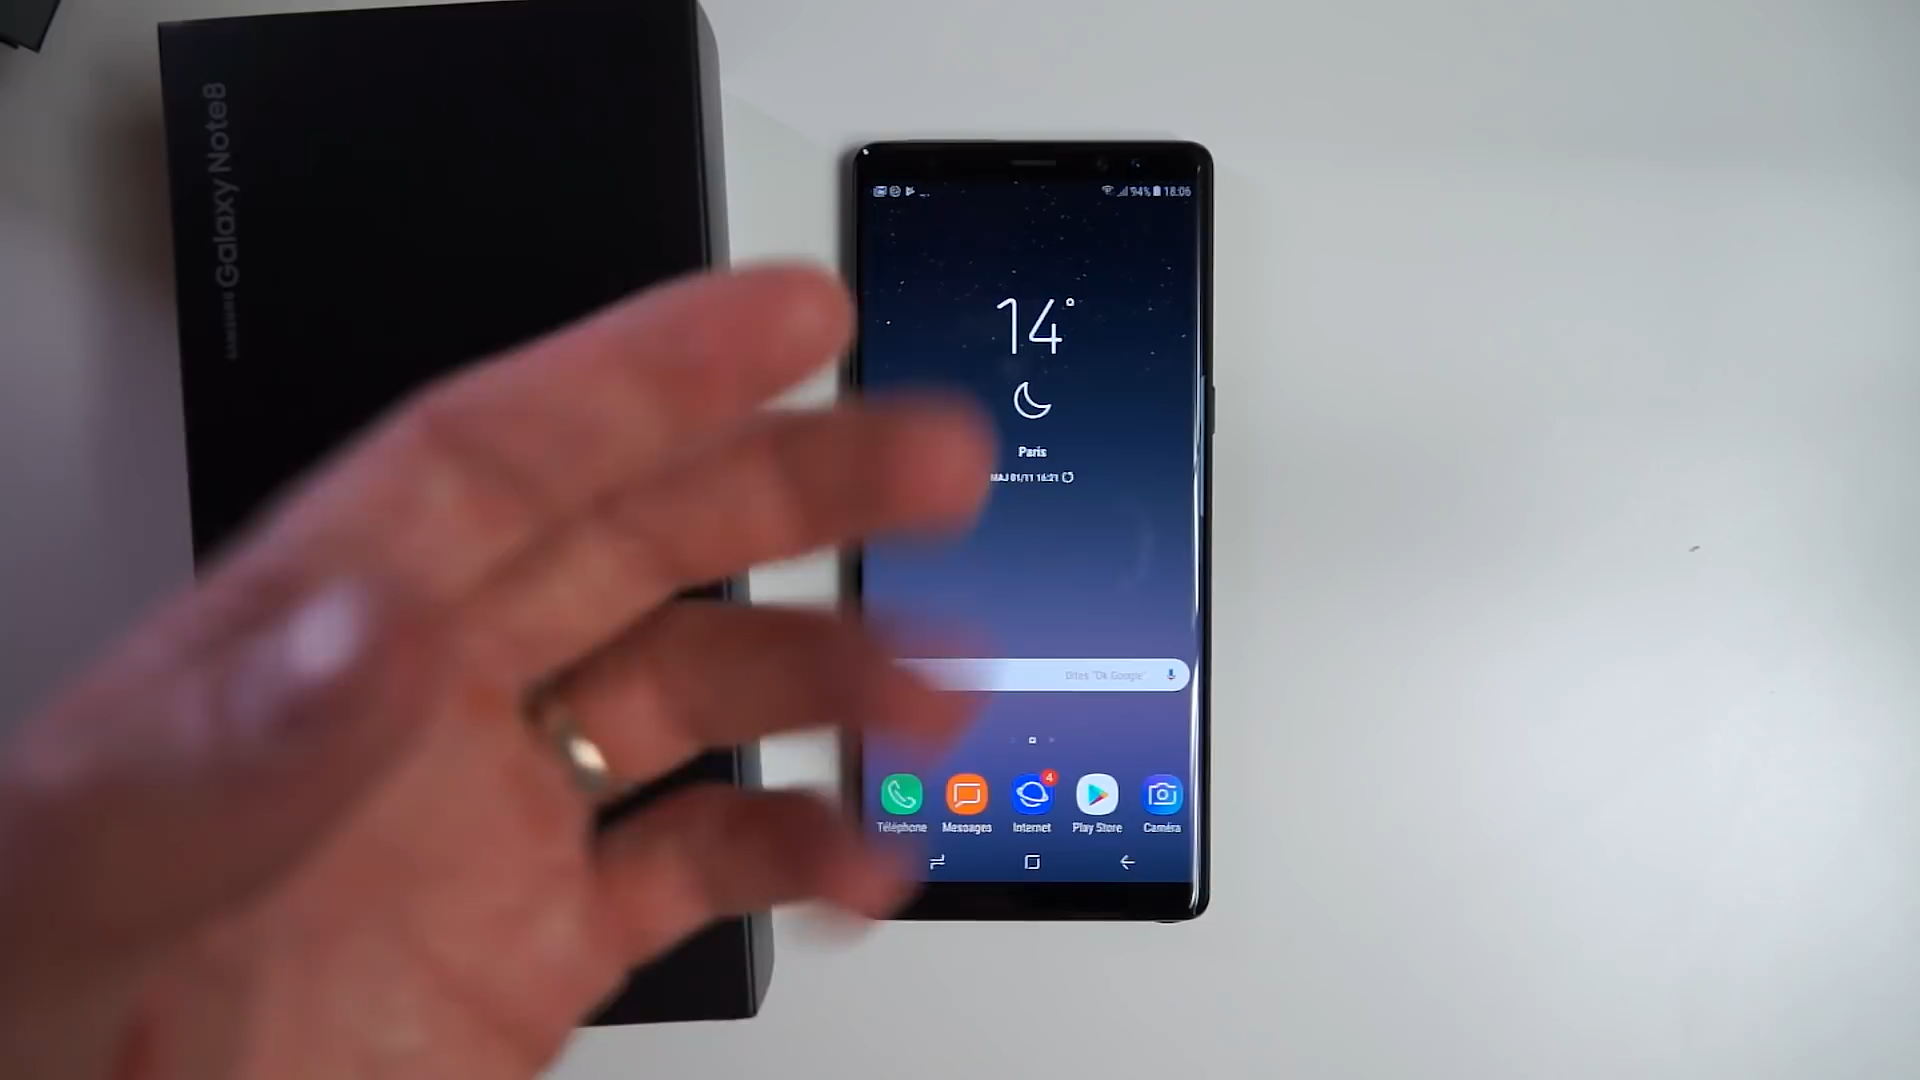 SAMSUNG Galaxy Note8
94% 18:06
14°
Paris
MAJ 01/11 16:21
Dites "Ok Google"
4
Téléphone Messages Internet Play Store Caméra